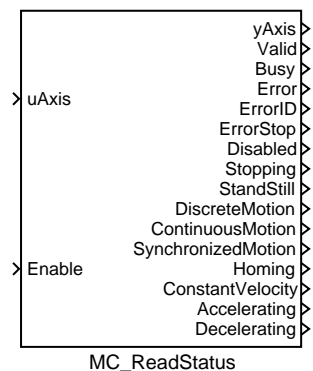 yAxis
Valid
Busy
Error
uAxis
ErrorID
ErrorStop
Disabled
Stopping
StandStill
DiscreteMotion
ContinuousMotion
SynchronizedMotion
Enable
Homing
ConstantVelocity
Accelerating
Decelerating
MC_ReadStatus